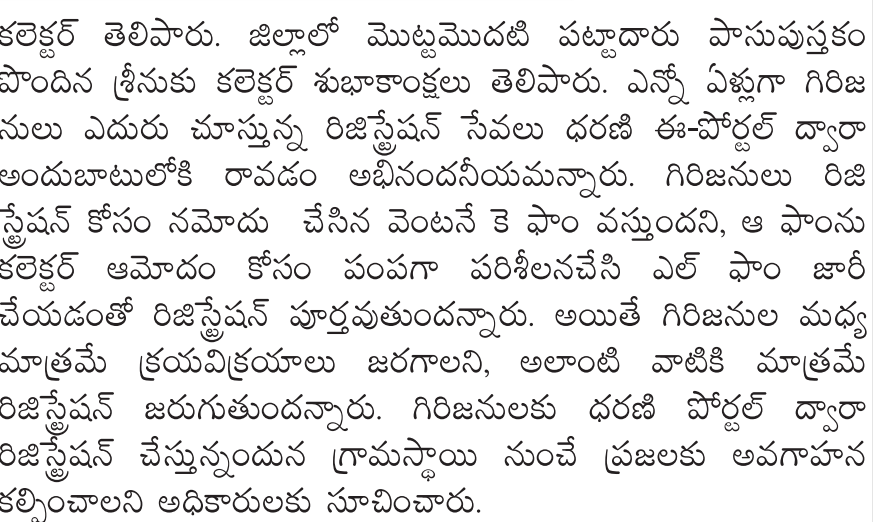 కలెక్టర్ తెలిపారు. జిల్లాలో మొట్టమొదటి పట్టాదారు పాసుపుస్తకం
పొందిన శ్రీనుకు కలెక్టర్ శుభాకాంక్షలు తెలిపారు. ఎన్నో ఏళ్లుగా గిరిజ
నులు ఎదురు చూస్తున్న రిజిస్ట్రేషన్ సేవలు ధరణి ఈ-పోర్టల్ ద్వారా
అందుబాటులోకి రావడం అభినందనీయమన్నారు. గిరిజనులు రిజి
స్ట్రేషన్ కోసం నమోదు చేసిన వెంటనే కె ఫాం వస్తుందని, ఆ ఫాంను
కలెక్టర్ ఆమోదం కోసం పంపగా పరిశీలనచేసి ఎల్ ఫాం జారీ
చేయడంతో రిజిస్ట్రేషన్ పూర్తవుతుందన్నారు. అయితే గిరిజనుల మధ్య
మాత్రమే క్రయవిక్రయాలు జరగాలని, అలాంటి వాటికి మాత్రమే
రిజిస్ట్రేషన్ జరుగుతుందన్నారు. గిరిజనులకు ధరణి పోర్టల్ ద్వారా
రిజిస్ట్రేషన్ చేస్తున్నందున గ్రామస్థాయి నుంచే ప్రజలకు అవగాహన
కల్పించాలని అధికారులకు సూచించారు.